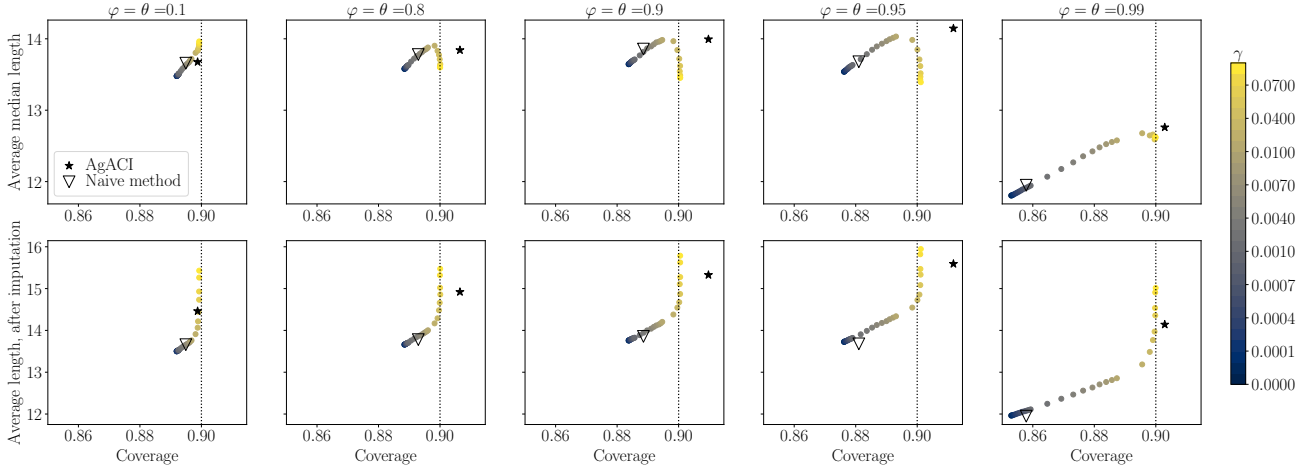 φ = θ =0.1
φ = θ =0.8
φ = θ =0.9
φ = θ =0.95
φ = θ =0.99
Average median length
14
13
12
AgACI
Naive method
0.86 0.88 0.90
0.86 0.88 0.90
0.86 0.88 0.90
0.86 0.88 0.90
0.86 0.88 0.90
Average length, after imputation
16
15
14
13
12
0.86 0.88 0.90
0.86 0.88 0.90
0.86 0.88 0.90
0.86 0.88 0.90
0.86 0.88 0.90
Coverage
Coverage
Coverage
Coverage
Coverage
γ
0.0700
0.0400
0.0100
0.0070
0.0040
0.0010
0.0007
0.0004
0.0001
0.0000